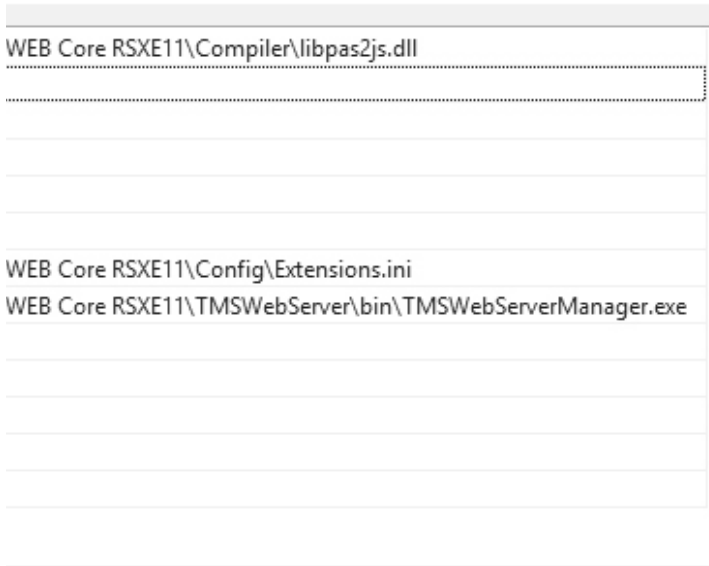 WEB Core RSXE11\Compiler\libpas2js.dll
WEB Core RSXE11\Config\Extensions.ini
WEB Core RSXE11\TMSWebServer\bin\TMSWebServerManager.exe